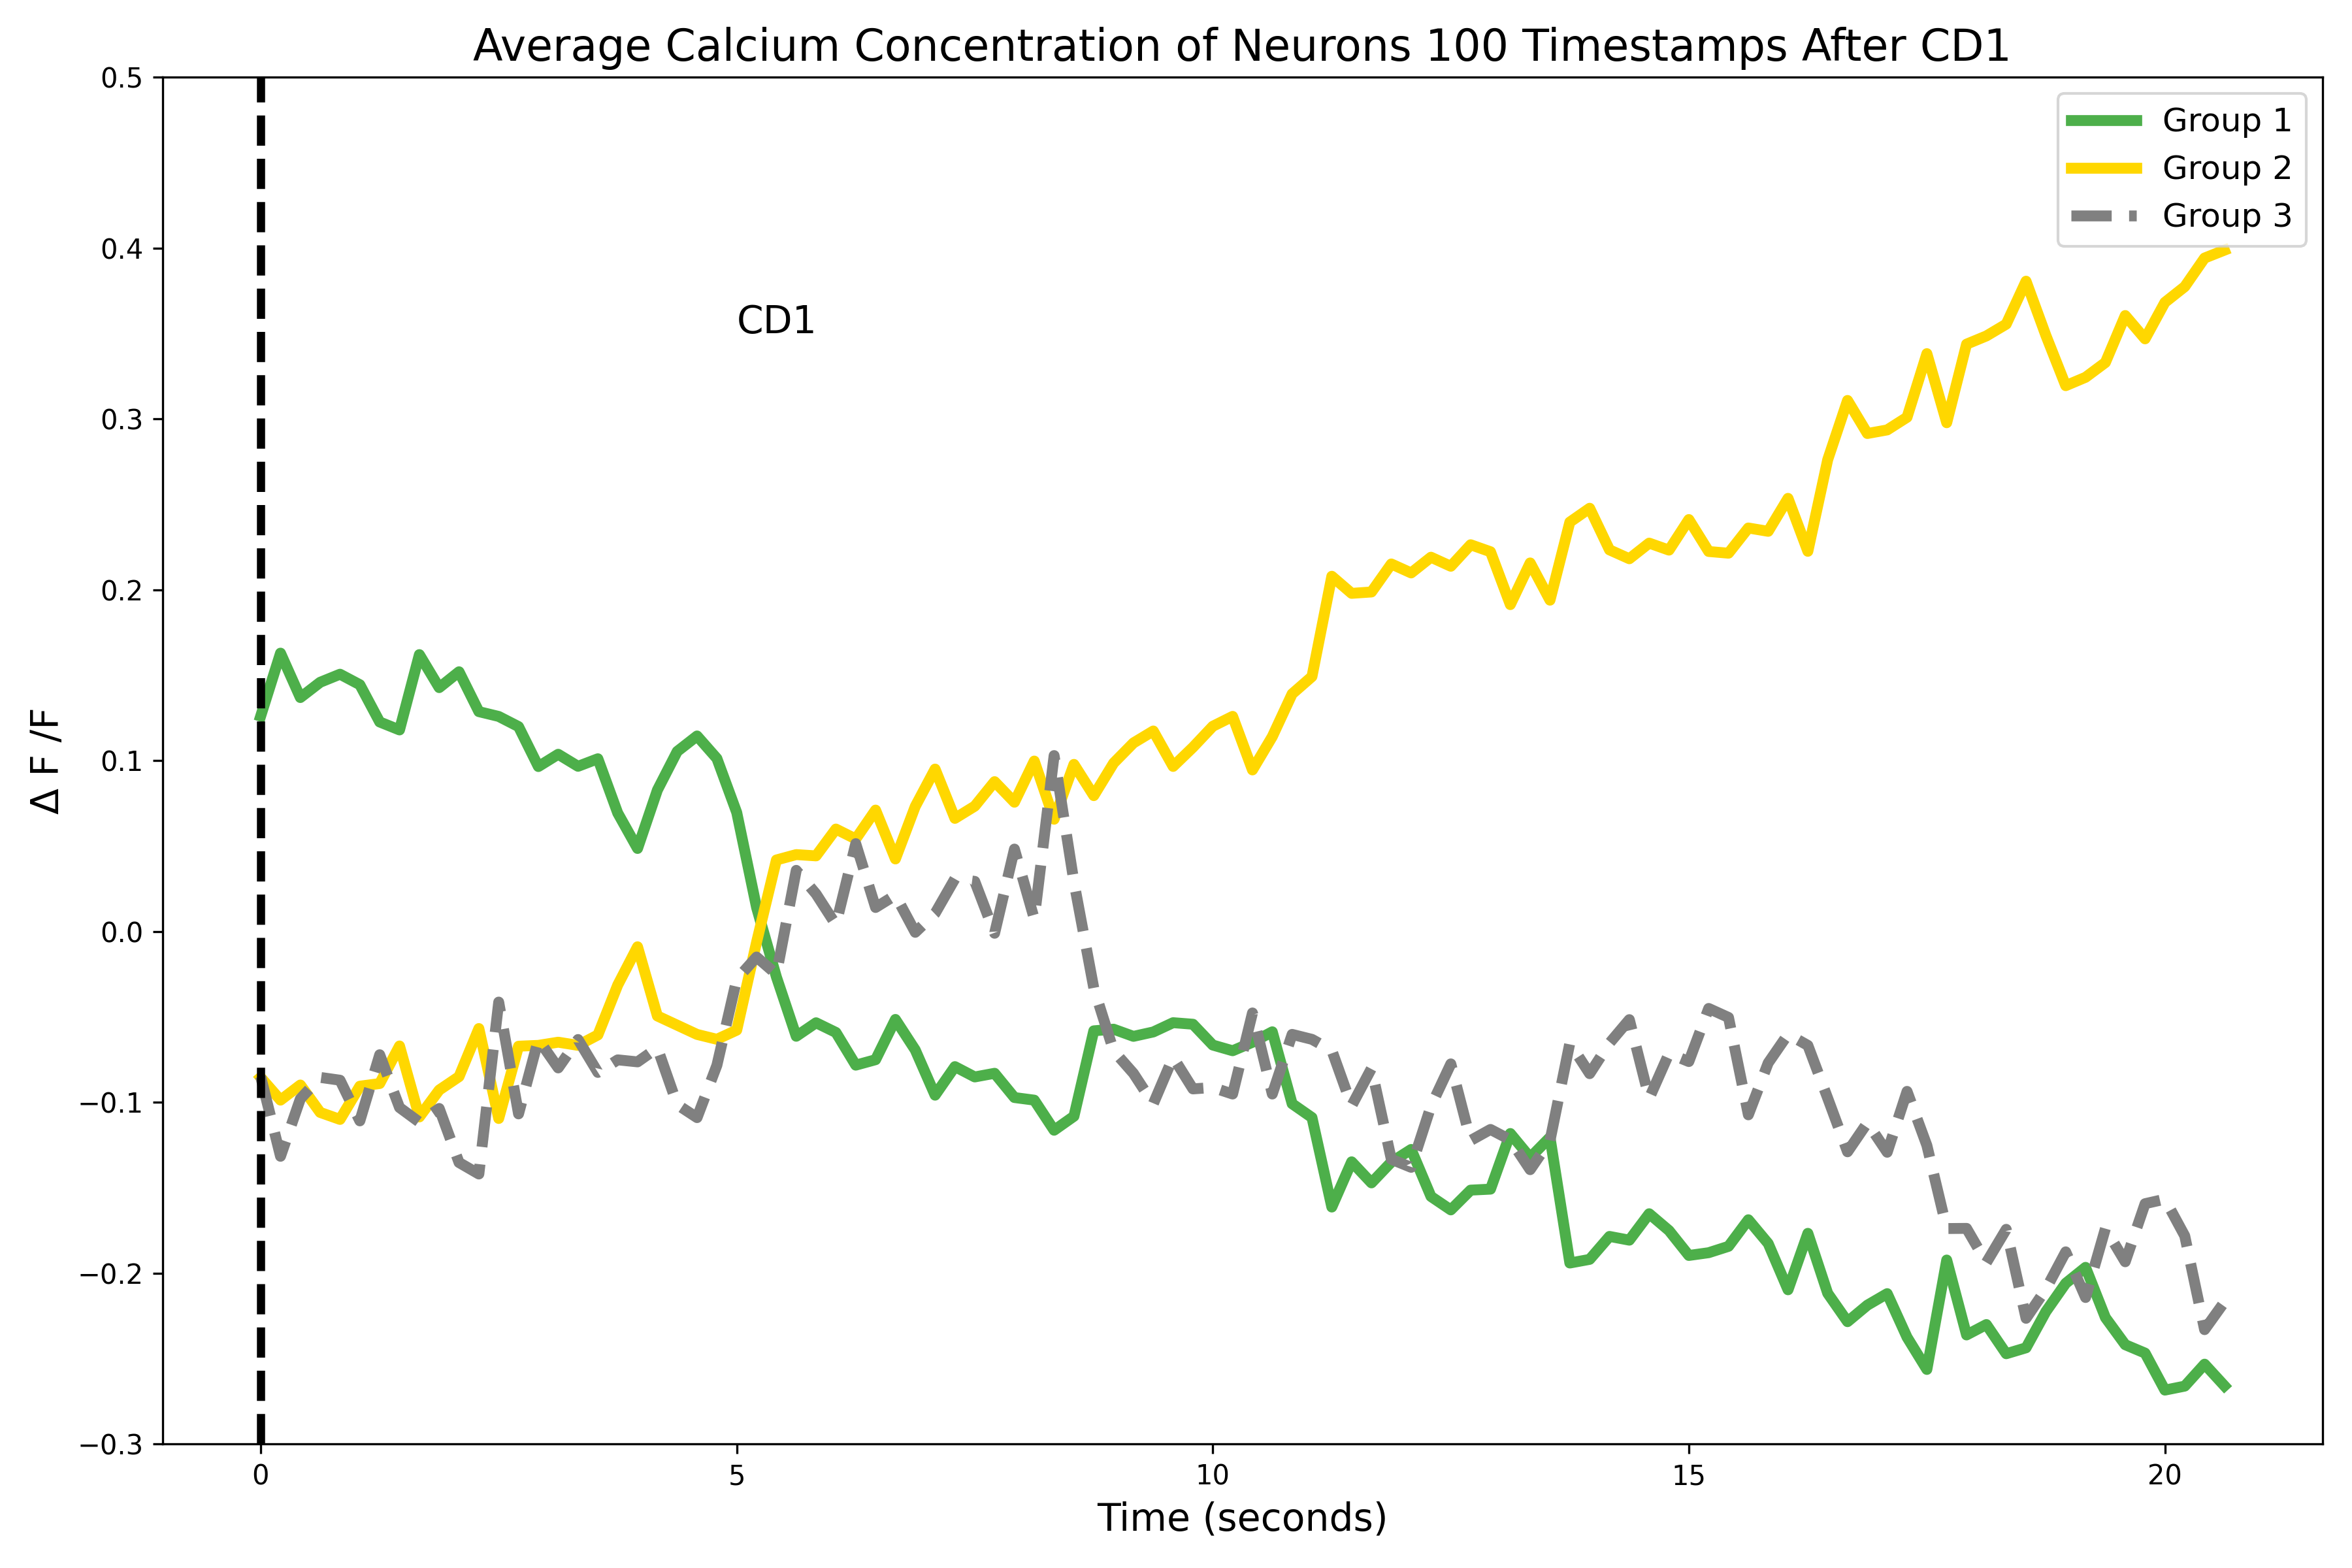 Average Calcium Concentration of Neurons 100 Timestamps After CD1
0.5
0.4
0.3
0.2
0.1
0.0
−0.1
−0.2
−0.3
Δ F /F
Group 1
Group 2
Group 3
CD1
0 5 10 15 20
Time (seconds)